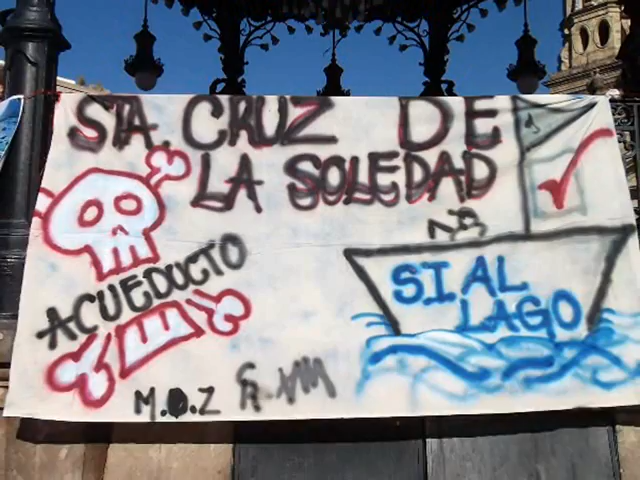 STA. CRUZ DE
LA SOLEDAD
ACUEDUCTO
SI AL
LAGO
M.D.Z